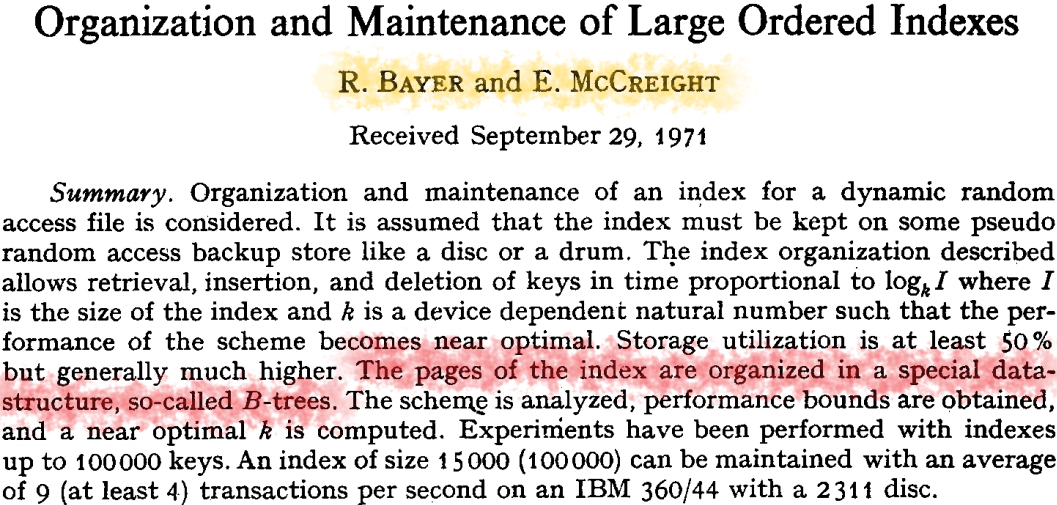 Organization and Maintenance of Large Ordered Indexes
R. BAYER and E. MCCREIGHT
Received September 29, 1971
Summary. Organization and maintenance of an index for a dynamic random
access file is considered. It is assumed that the index must be kept on some pseudo
random access backup store like a disc or a drum. The index organization described
allows retrieval, insertion, and deletion of keys in time proportional to logₖ I where I
is the size of the index and k is a device dependent natural number such that the per-
formance of the scheme becomes near optimal. Storage utilization is at least 50%
but generally much higher. The pages of the index are organized in a special data-
structure, so-called B-trees. The scheme is analyzed, performance bounds are obtained,
and a near optimal k is computed. Experiments have been performed with indexes
up to 100000 keys. An index of size 15000 (100000) can be maintained with an average
of 9 (at least 4) transactions per second on an IBM 360/44 with a 2311 disc.